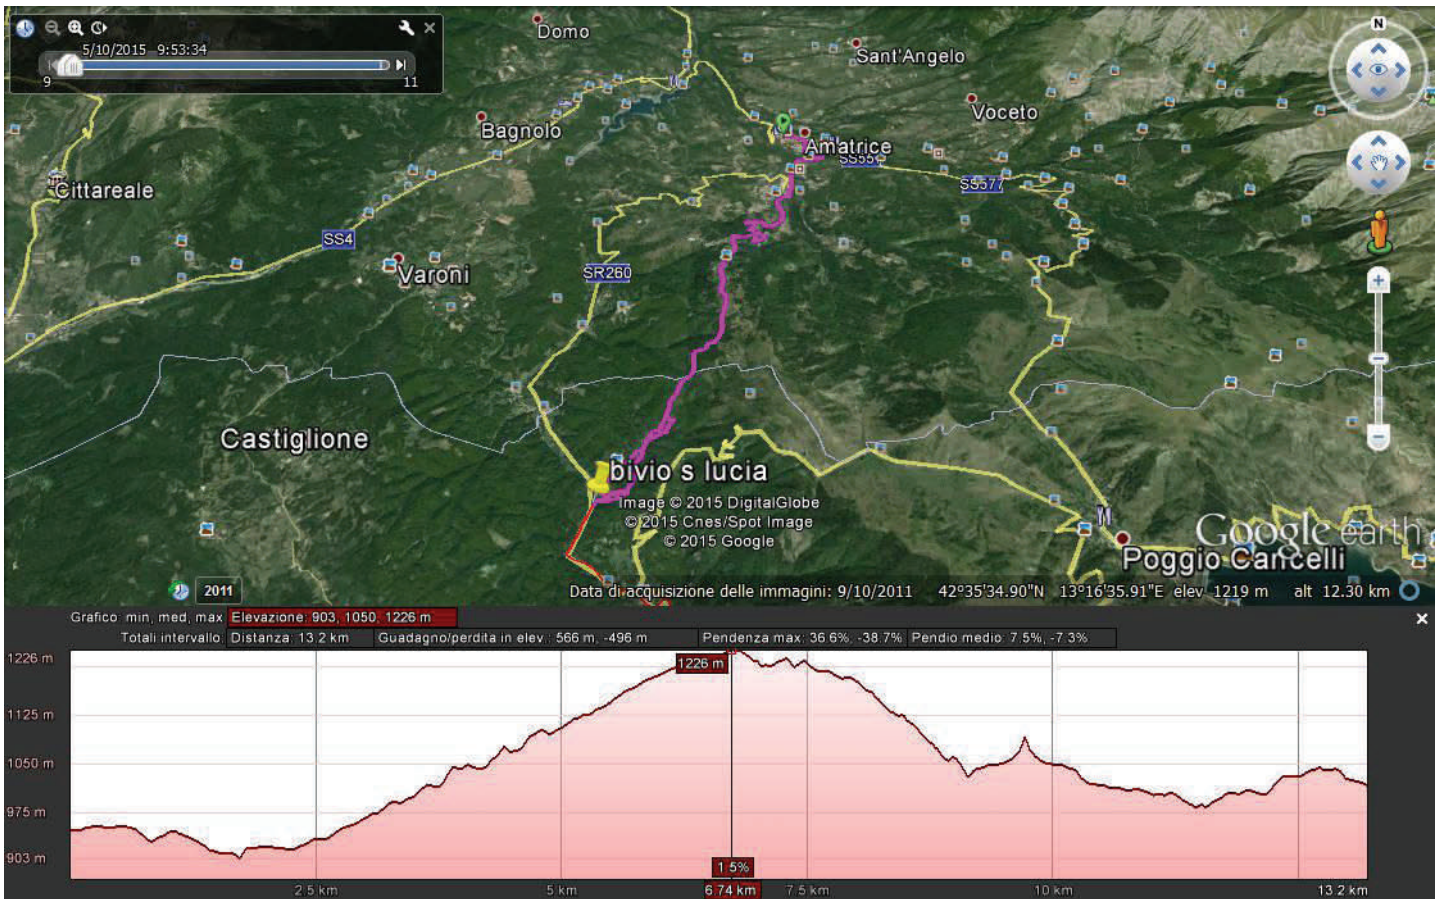 5/10/2015 9:53:34
9 11
N
Domo
Sant'Angelo
Voceto
Bagnolo
Amatrice
SS577
Cittareale
SS4
Varoni
SR260
Castiglione
bivio s lucia
Image © 2015 DigitalGlobe
© 2015 Cnes/Spot Image
© 2015 Google
Google earth
Poggio Cancelli
2011
Data di acquisizione delle immagini: 9/10/2011 42°35'34.90"N 13°16'35.91"E elev 1219 m alt 12.30 km
Grafico: min, med, max Elevazione: 903, 1050, 1226 m
Totali intervallo: Distanza: 13.2 km Guadagno/perdita in elev.: 566 m, -496 m Pendenza max: 36.6%, -38.7% Pendio medio: 7.5%, -7.3%
1226 m
1226 m
1125 m
1050 m
975 m
903 m
1.5%
2.5 km 5 km 6.74 km 7.5 km 10 km 13.2 km